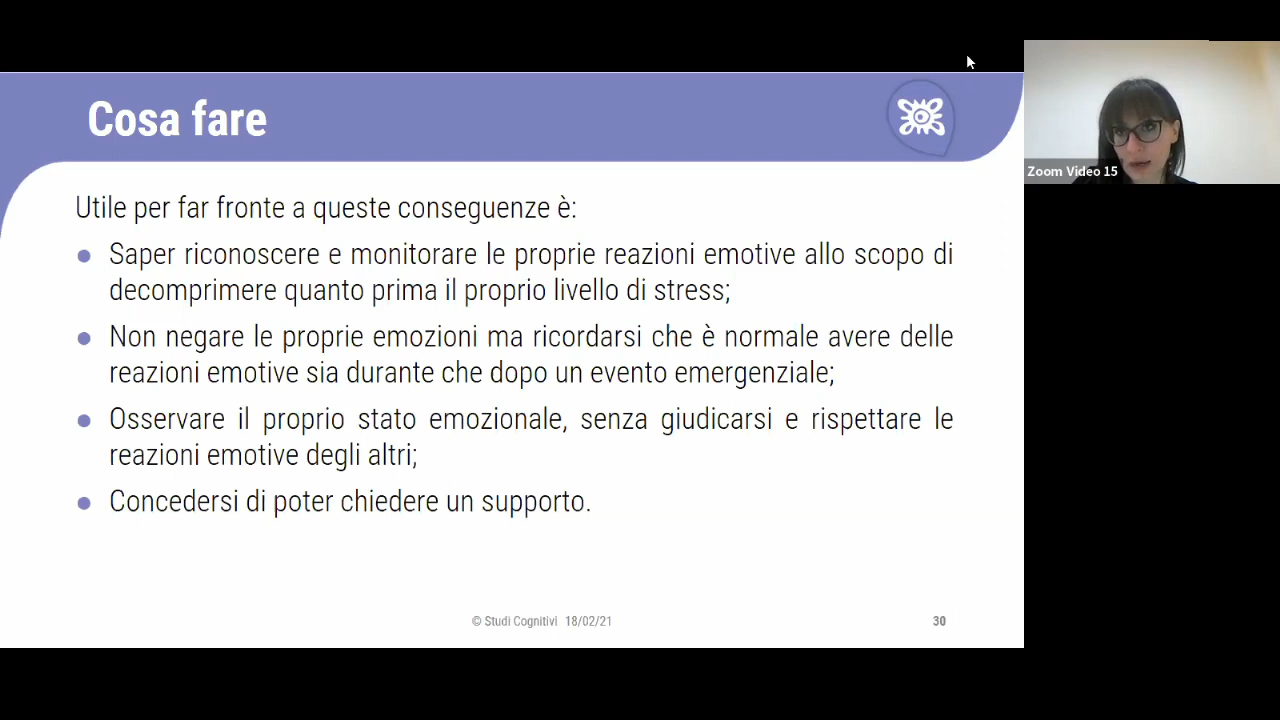 Cosa fare
Zoom Video 15
Utile per far fronte a queste conseguenze è:
Saper riconoscere e monitorare le proprie reazioni emotive allo scopo di
decomprimere quanto prima il proprio livello di stress;
Non negare le proprie emozioni ma ricordarsi che è normale avere delle
reazioni emotive sia durante che dopo un evento emergenziale;
Osservare il proprio stato emozionale, senza giudicarsi e rispettare le
reazioni emotive degli altri;
Concedersi di poter chiedere un supporto.
© Studi Cognitivi 18/02/21
30